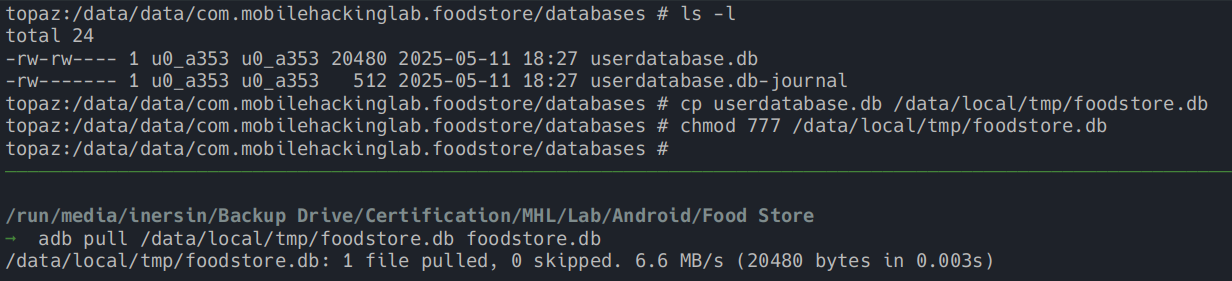 topaz:/data/data/com.mobilehackinglab.foodstore/databases # ls -l
total 24
-rw-rw---- 1 u0_a353 u0_a353 20480 2025-05-11 18:27 userdatabase.db
-rw------- 1 u0_a353 u0_a353   512 2025-05-11 18:27 userdatabase.db-journal
topaz:/data/data/com.mobilehackinglab.foodstore/databases # cp userdatabase.db /data/local/tmp/foodstore.db
topaz:/data/data/com.mobilehackinglab.foodstore/databases # chmod 777 /data/local/tmp/foodstore.db
topaz:/data/data/com.mobilehackinglab.foodstore/databases #
/run/media/inersin/Backup Drive/Certification/MHL/Lab/Android/Food Store
→  adb pull /data/local/tmp/foodstore.db foodstore.db
/data/local/tmp/foodstore.db: 1 file pulled, 0 skipped. 6.6 MB/s (20480 bytes in 0.003s)